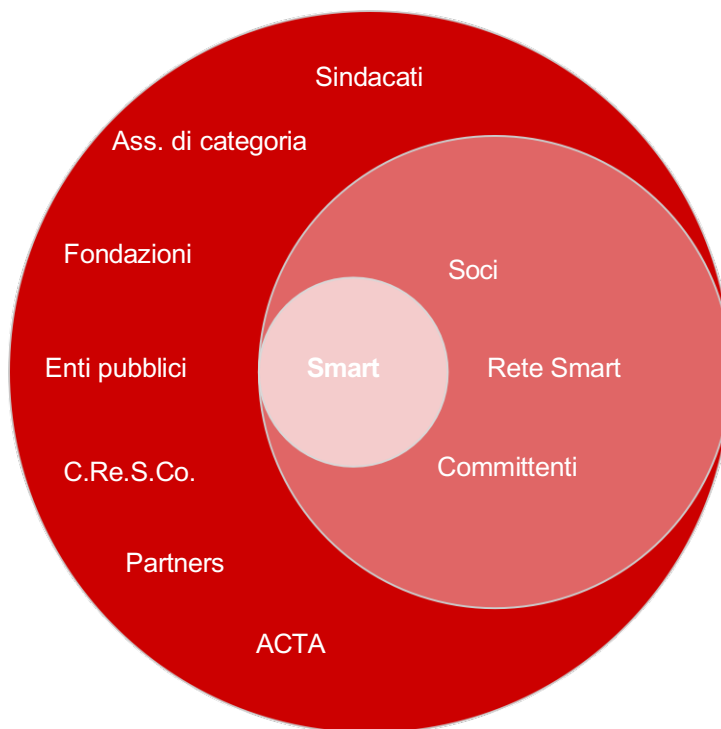 Sindacati
Ass. di categoria
Fondazioni
Soci
Enti pubblici
Smart
Rete Smart
C.Re.S.Co.
Committenti
Partners
ACTA